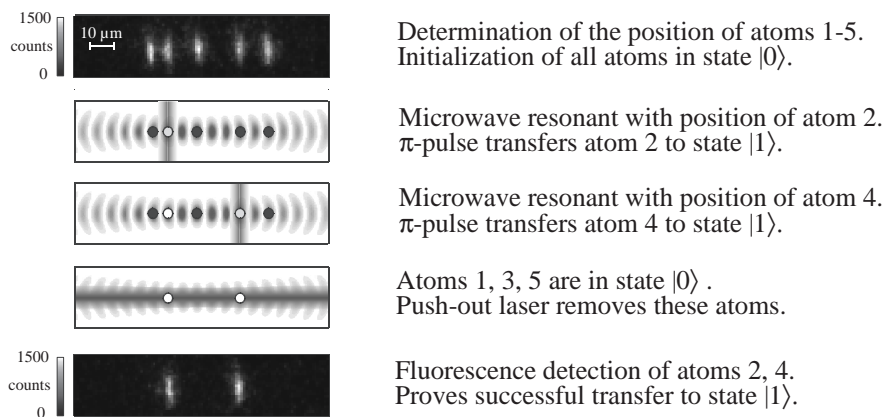 1500
counts
0
10 μm
Determination of the position of atoms 1-5.
Initialization of all atoms in state |0⟩.
Microwave resonant with position of atom 2.
π-pulse transfers atom 2 to state |1⟩.
Microwave resonant with position of atom 4.
π-pulse transfers atom 4 to state |1⟩.
Atoms 1, 3, 5 are in state |0⟩ .
Push-out laser removes these atoms.
1500
counts
0
Fluorescence detection of atoms 2, 4.
Proves successful transfer to state |1⟩.